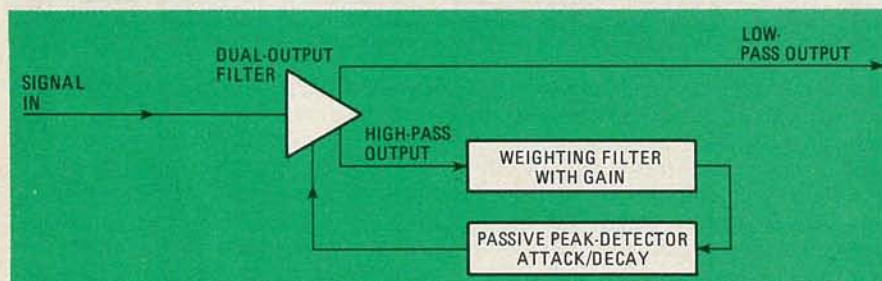 LOW-
PASS OUTPUT
DUAL-OUTPUT
FILTER
SIGNAL
IN
HIGH-PASS
OUTPUT
WEIGHTING FILTER
WITH GAIN
PASSIVE PEAK-DETECTOR
ATTACK/DECAY